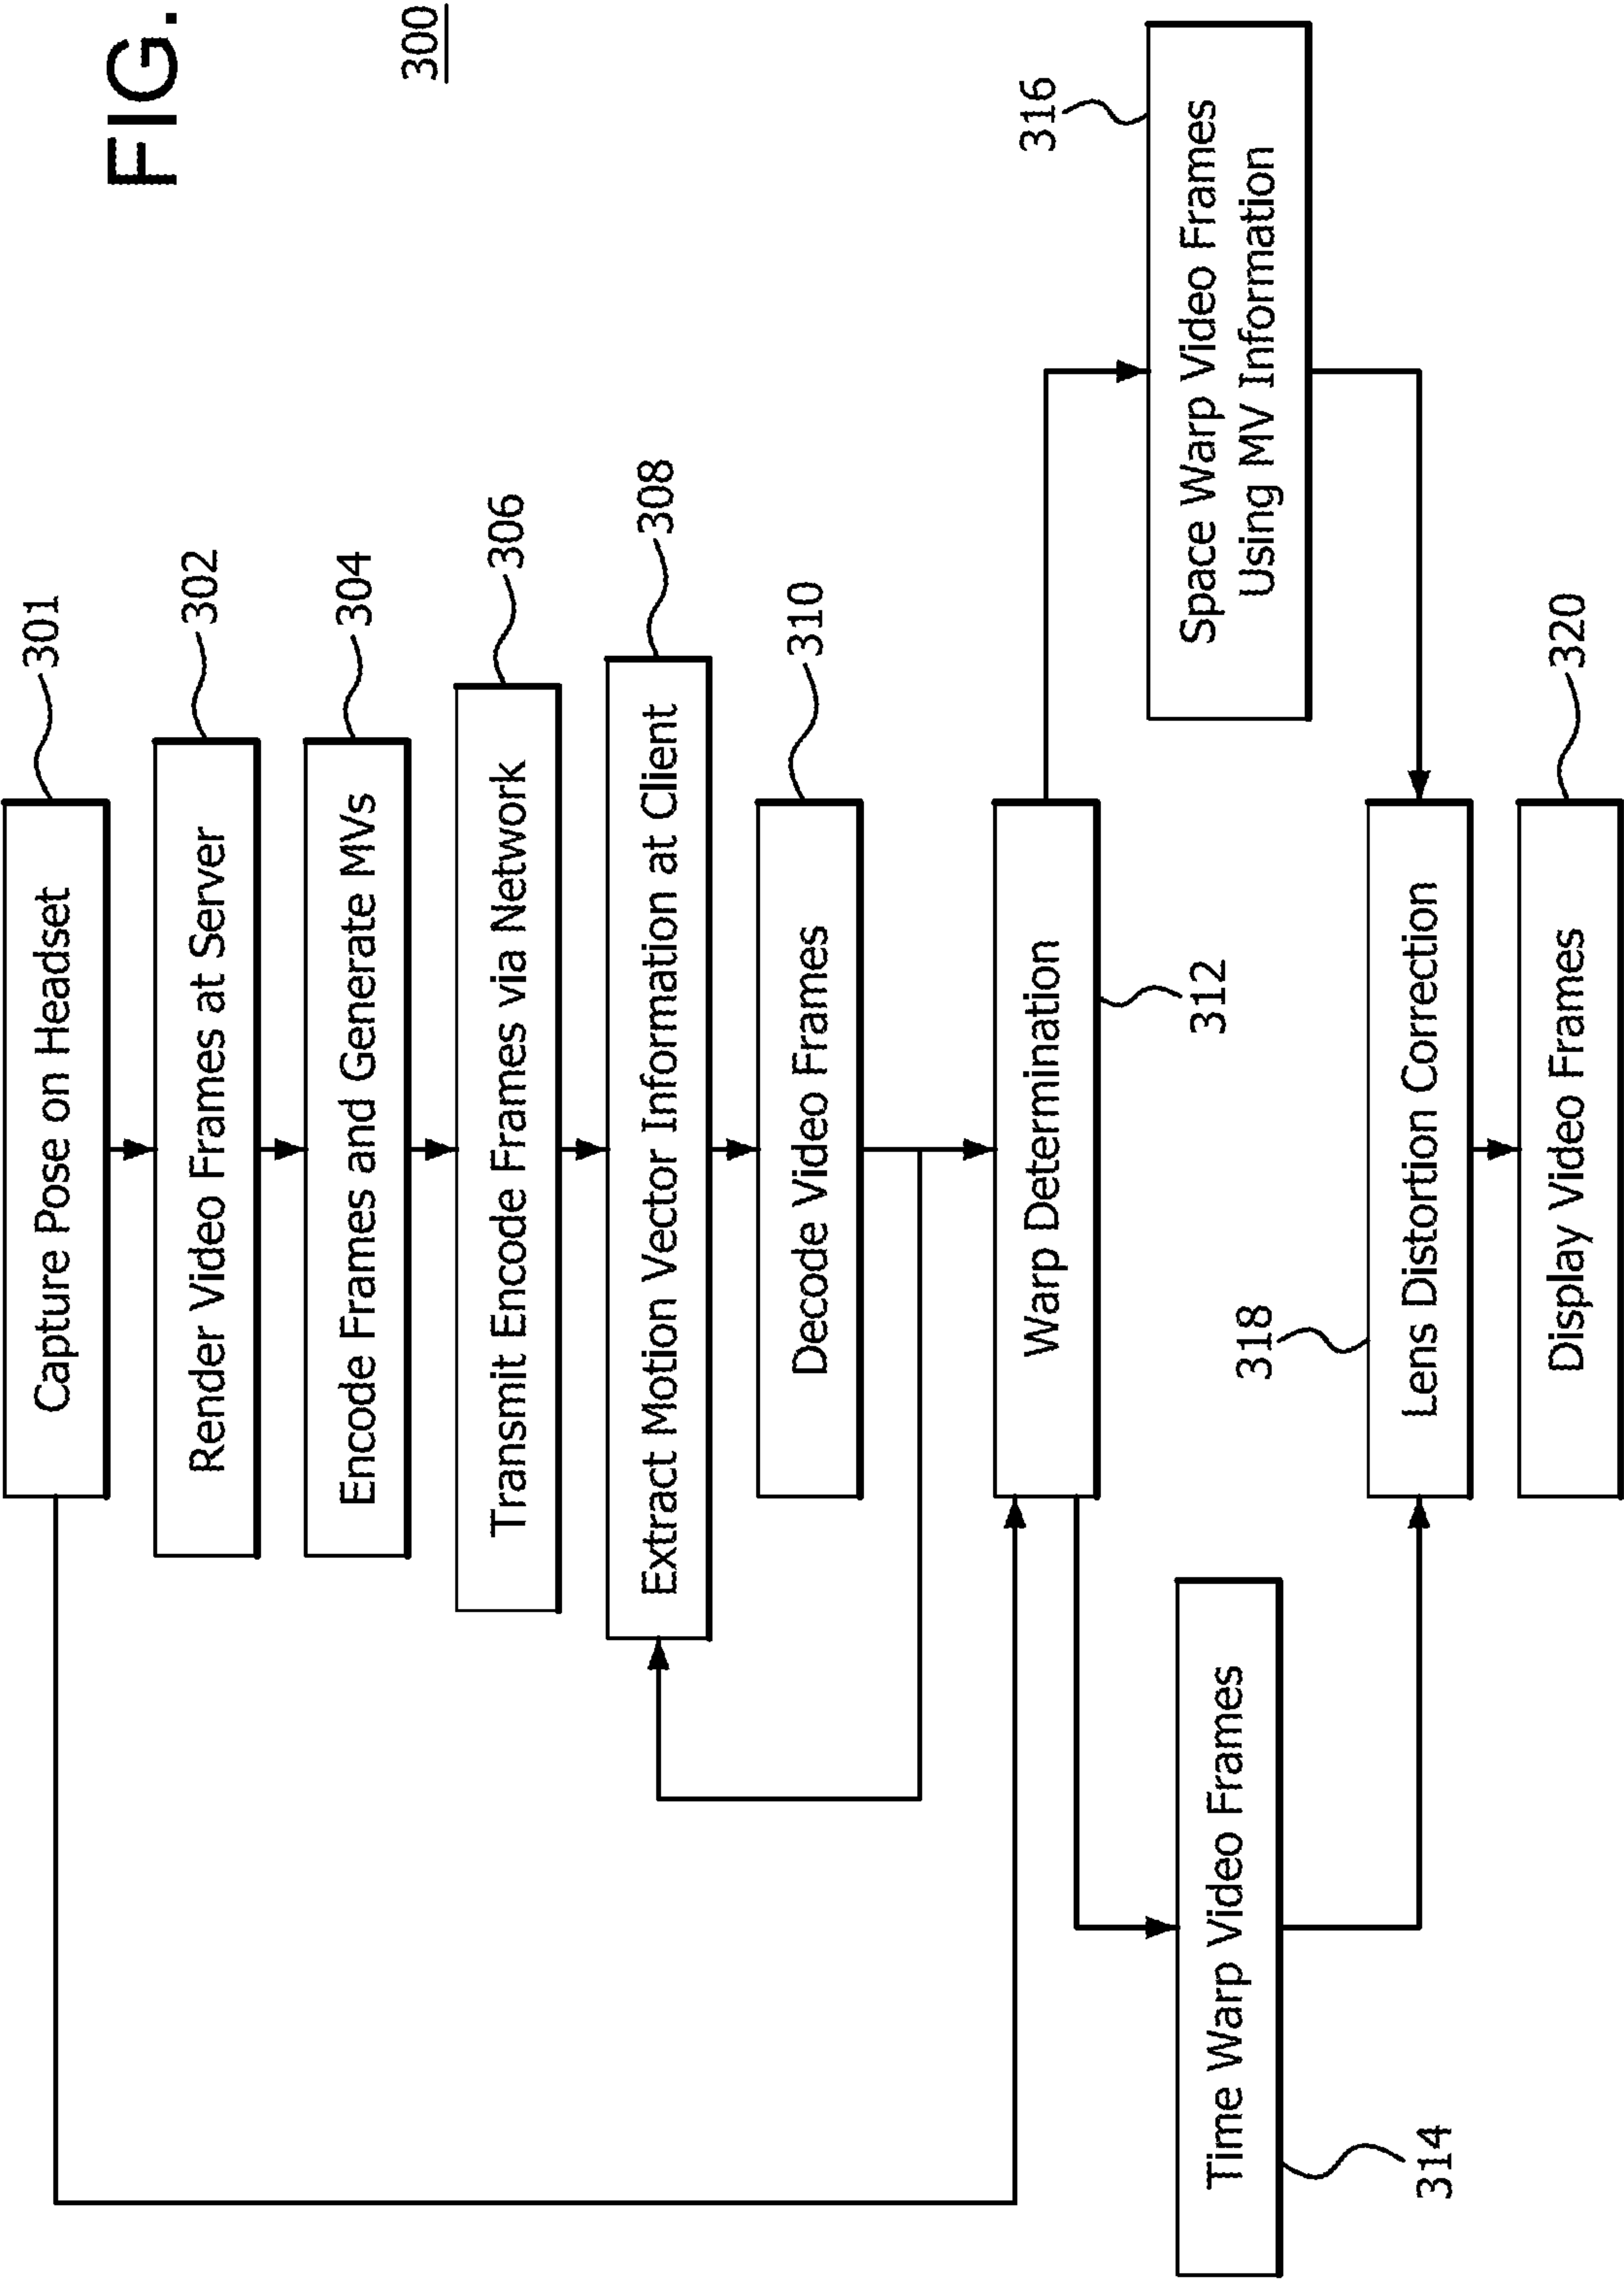 FIG.
300
Capture Pose on Headset
301
Render Video Frames at Server
302
Encode Frames and Generate MVs
304
Transmit Encode Frames via Network
306
Extract Motion Vector Information at Client
308
Decode Video Frames
310
Warp Determination
312
Time Warp Video Frames
314
Space Warp Video Frames
Using MV Information
316
Lens Distortion Correction
318
Display Video Frames
320